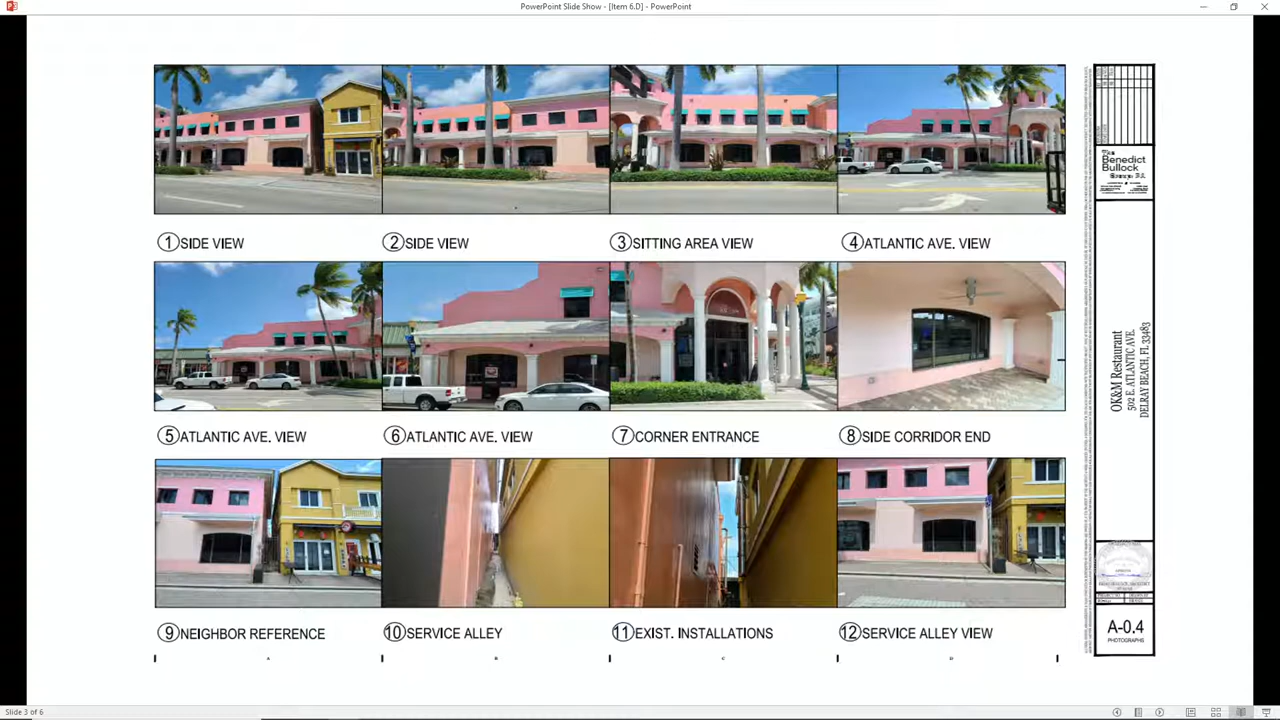 PowerPoint Slide Show - [Item 6.D] - PowerPoint
1 SIDE VIEW
2 SIDE VIEW
3 SITTING AREA VIEW
4 ATLANTIC AVE. VIEW
5 ATLANTIC AVE. VIEW
6 ATLANTIC AVE. VIEW
7 CORNER ENTRANCE
8 SIDE CORRIDOR END
9 NEIGHBOR REFERENCE
10 SERVICE ALLEY
11 EXIST. INSTALLATIONS
12 SERVICE ALLEY VIEW
The
Benedict
Bullock
Group P.A.
OK&M Restaurant
502 E. ATLANTIC AVE.
DELRAY BEACH, FL 33483
A-0.4
PHOTOGRAPHS
Slide 3 of 6